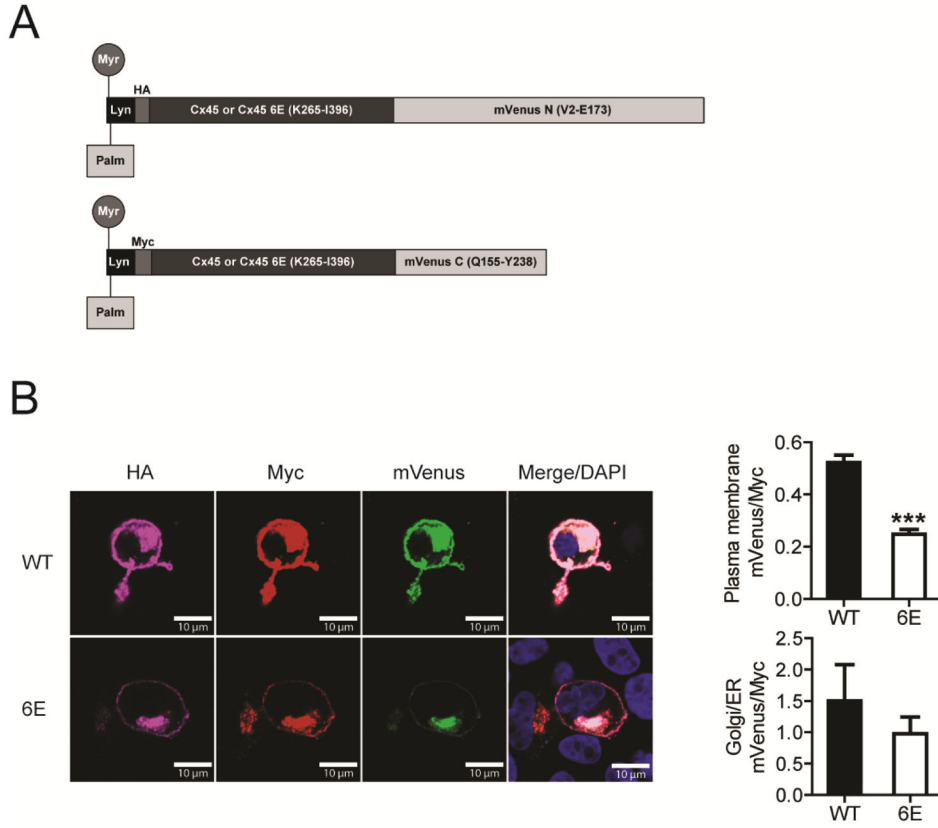 A
Myr
HA
Lyn
Cx45 or Cx45 6E (K265-I396)
mVenus N (V2-E173)
Palm
Myr
Myc
Lyn
Cx45 or Cx45 6E (K265-I396)
mVenus C (Q155-Y238)
Palm
B
HA
Myc
mVenus
Merge/DAPI
WT
10 µm
10 µm
10 µm
10 µm
6E
10 µm
10 µm
10 µm
10 µm
Plasma membrane
mVenus/Myc
0.6
0.4
0.2
0.0
***
WT
6E
Golgi/ER
mVenus/Myc
2.5
2.0
1.5
1.0
0.5
0.0
WT
6E